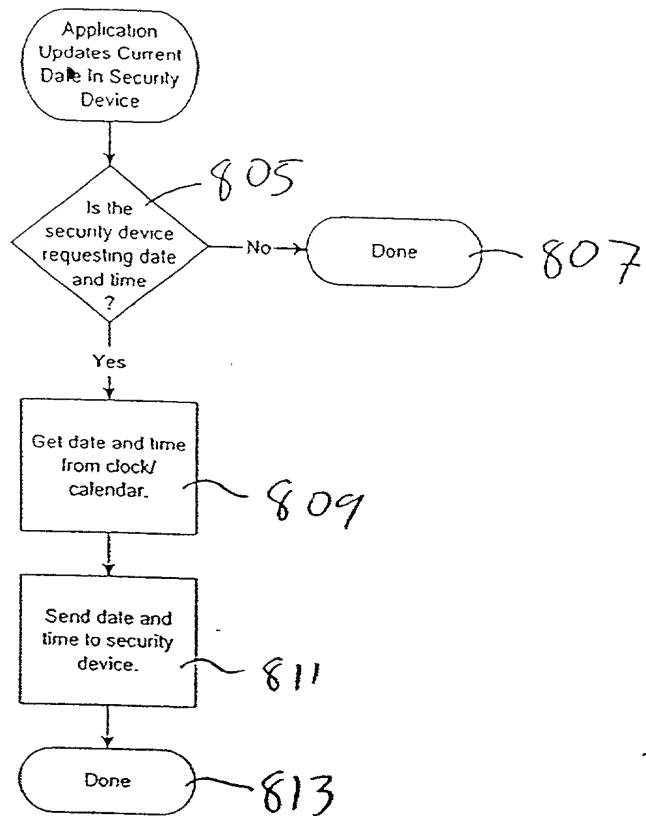 Application
Updates Current
Date In Security
Device
805
Is the
security device
requesting date
and time
?
No
Done
807
Yes
Get date and time
from clock/
calendar.
809
Send date and
time to security
device.
811
Done
813